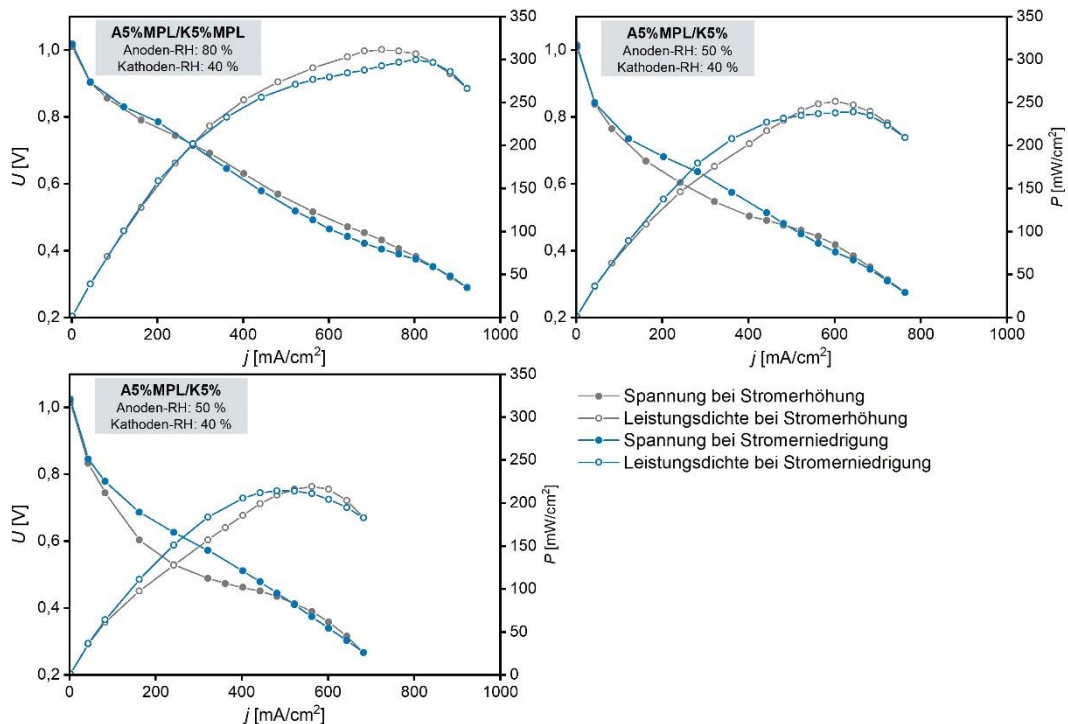 A5%MPL/K5%MPL
Anoden-RH: 80 %
Kathoden-RH: 40 %
U [V]
1,0
0,8
0,6
0,4
0,2
P [mW/cm²]
350
300
250
200
150
100
50
0
0 200 400 600 800 1000
j [mA/cm²]
A5%MPL/K5%
Anoden-RH: 50 %
Kathoden-RH: 40 %
U [V]
1,0
0,8
0,6
0,4
0,2
P [mW/cm²]
350
300
250
200
150
100
50
0
0 200 400 600 800 1000
j [mA/cm²]
A5%MPL/K5%
Anoden-RH: 50 %
Kathoden-RH: 40 %
U [V]
1,0
0,8
0,6
0,4
0,2
P [mW/cm²]
350
300
250
200
150
100
50
0
0 200 400 600 800 1000
j [mA/cm²]
Spannung bei Stromerhöhung
Leistungsdichte bei Stromerhöhung
Spannung bei Stromerniedrigung
Leistungsdichte bei Stromerniedrigung